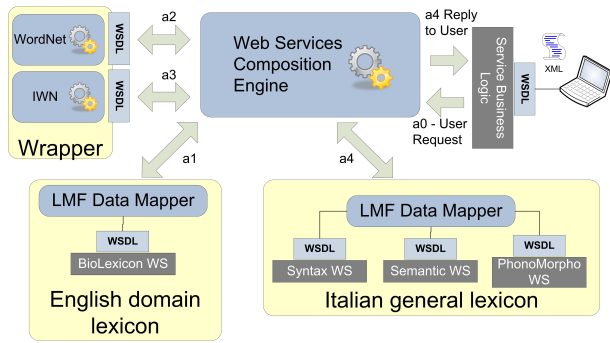 WordNet
WSDL
IWN
WSDL
Wrapper
a2
a3
Web Services
Composition
Engine
a4 Reply
to User
a0 - User
Request
Service Business
Logic
WSDL
XML
a1
a4
LMF Data Mapper
WSDL
BioLexicon WS
English domain
lexicon
LMF Data Mapper
WSDL
Syntax WS
WSDL
Semantic WS
WSDL
PhonoMorpho
WS
Italian general lexicon